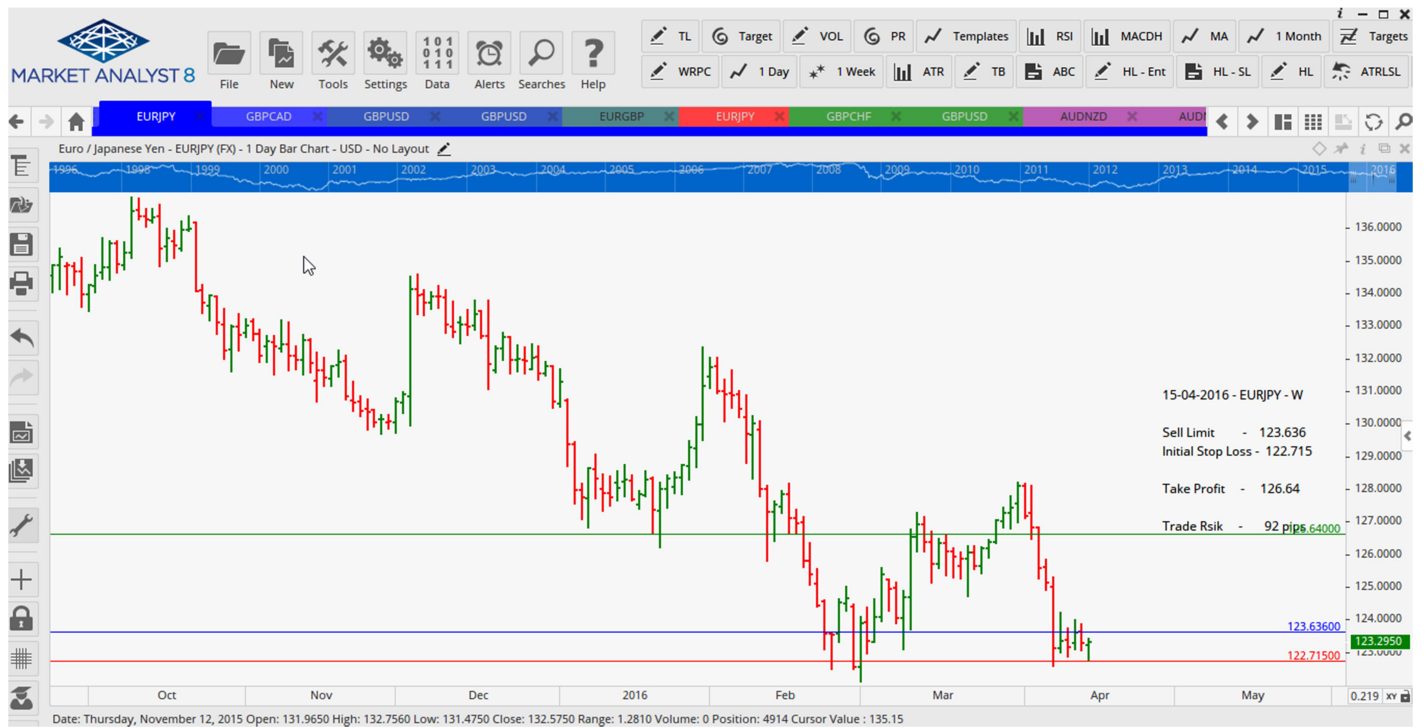 MARKET ANALYST 8
File New Tools Settings Data Alerts Searches Help
TL Target VOL PR Templates RSI MACDH MA 1 Month Targets
WRPC 1 Day 1 Week ATR TB ABC HL - Ent HL - SL HL ATRLSL
EURJPY GBPCAD GBPUSD GBPUSD EURGBP EURJPY GBPCHF GBPUSD AUDNZD
Euro / Japanese Yen - EURJPY (FX) - 1 Day Bar Chart - USD - No Layout
1996 1998 1999 2000 2001 2002 2003 2004 2005 2006 2007 2008 2009 2010 2011 2012 2013 2014 2015 2016
136.0000
135.0000
134.0000
133.0000
132.0000
131.0000
15-04-2016 - EURJPY - W
130.0000
Sell Limit - 123.636
Initial Stop Loss - 122.715
129.0000
Take Profit - 126.64
128.0000
127.0000
Trade Rsik - 92 pips
126.0000
125.0000
124.0000
123.63600
123.2950
123.0000
122.71500
Oct Nov Dec 2016 Feb Mar Apr May 0.219 XY
Date: Thursday, November 12, 2015 Open: 131.9650 High: 132.7560 Low: 131.4750 Close: 132.5750 Range: 1.2810 Volume: 0 Position: 4914 Cursor Value : 135.15